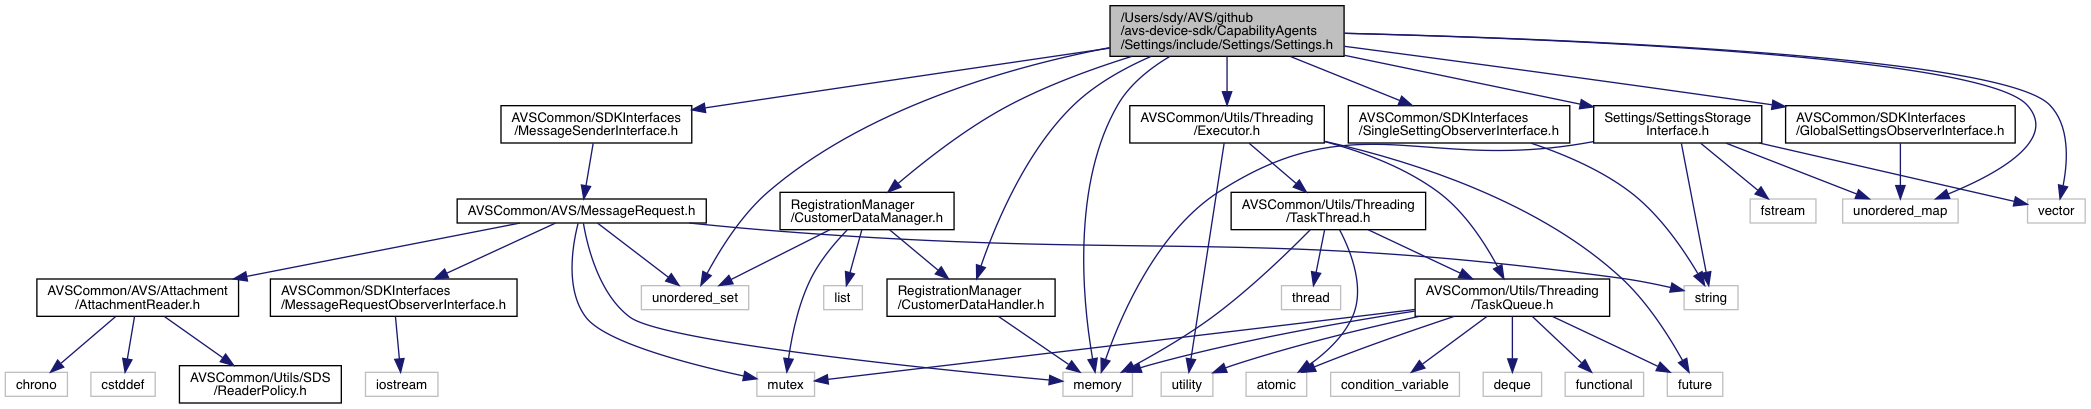 /Users/sdy/AVS/github
/avs-device-sdk/CapabilityAgents
/Settings/include/Settings/Settings.h
AVSCommon/SDKInterfaces
/MessageSenderInterface.h
AVSCommon/Utils/Threading
/Executor.h
AVSCommon/SDKInterfaces
/SingleSettingObserverInterface.h
Settings/SettingsStorage
Interface.h
AVSCommon/SDKInterfaces
/GlobalSettingsObserverInterface.h
AVSCommon/AVS/MessageRequest.h
RegistrationManager
/CustomerDataManager.h
AVSCommon/Utils/Threading
/TaskThread.h
fstream
unordered_map
vector
AVSCommon/AVS/Attachment
/AttachmentReader.h
AVSCommon/SDKInterfaces
/MessageRequestObserverInterface.h
unordered_set
list
RegistrationManager
/CustomerDataHandler.h
thread
AVSCommon/Utils/Threading
/TaskQueue.h
string
chrono
cstddef
AVSCommon/Utils/SDS
/ReaderPolicy.h
iostream
mutex
memory
utility
atomic
condition_variable
deque
functional
future